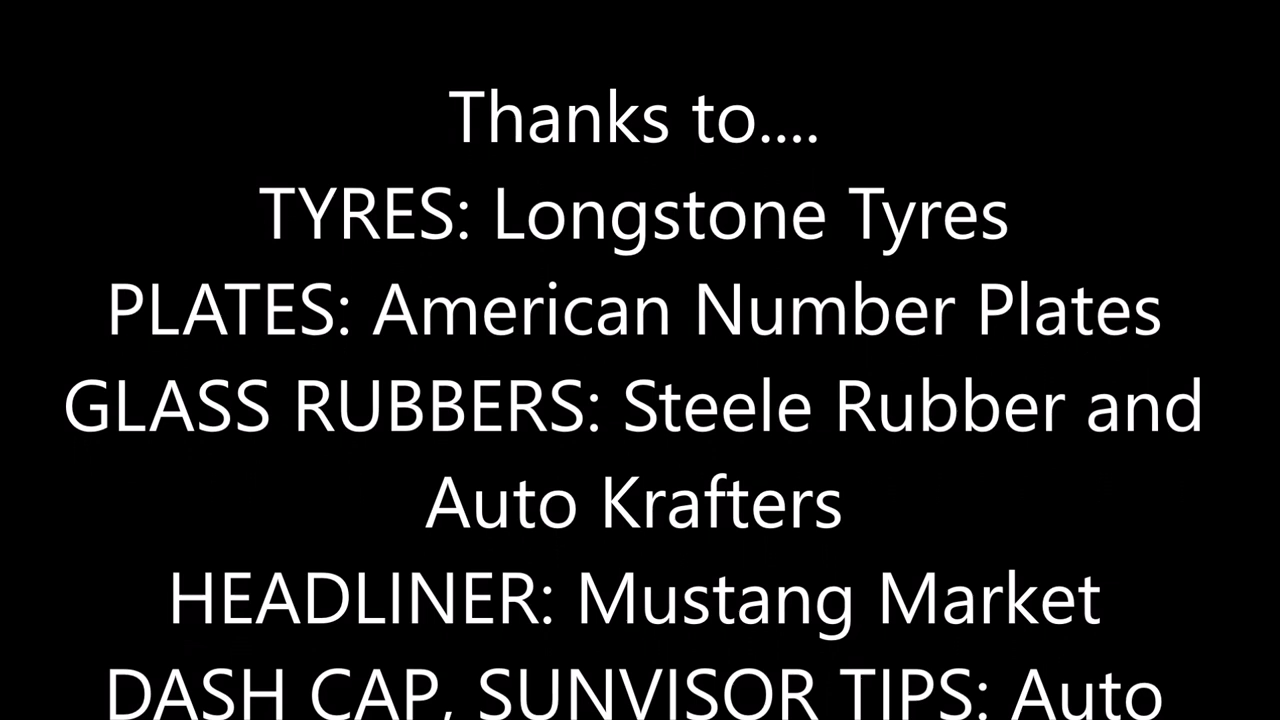 Thanks to....
TYRES: Longstone Tyres
PLATES: American Number Plates
GLASS RUBBERS: Steele Rubber and
Auto Krafters
HEADLINER: Mustang Market
DASH CAP, SUNVISOR TIPS: Auto